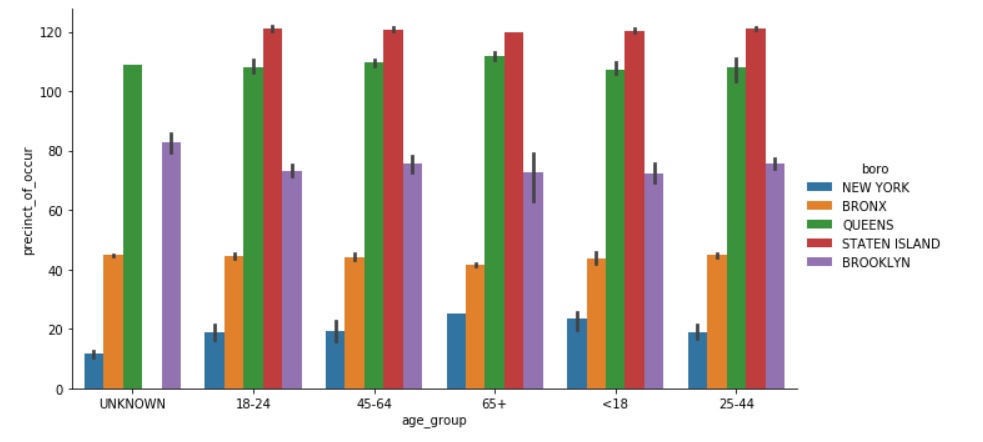 120
100
80
60
40
20
0
precinct_of_occur
UNKNOWN 18-24 45-64 65+ <18 25-44
age_group
boro
NEW YORK
BRONX
QUEENS
STATEN ISLAND
BROOKLYN